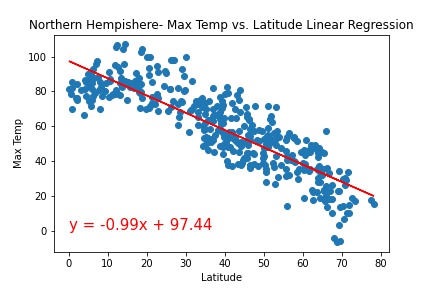 Northern Hempishere- Max Temp vs. Latitude Linear Regression
Max Temp
100
80
60
40
20
0
y = -0.99x + 97.44
0 10 20 30 40 50 60 70 80
Latitude